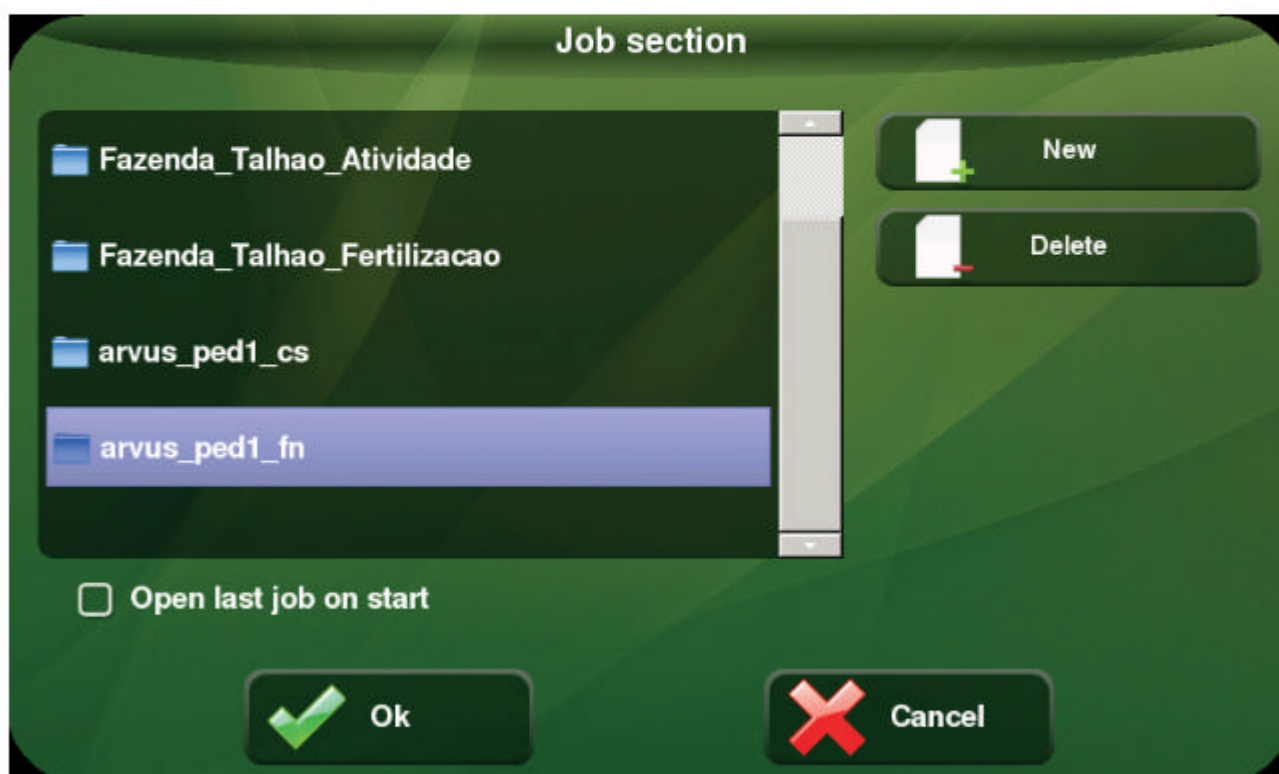 Job section
Fazenda_Talhao_Atividade
Fazenda_Talhao_Fertilizacao
arvus_ped1_cs
arvus_ped1_fn
New
Delete
Open last job on start
Ok
Cancel